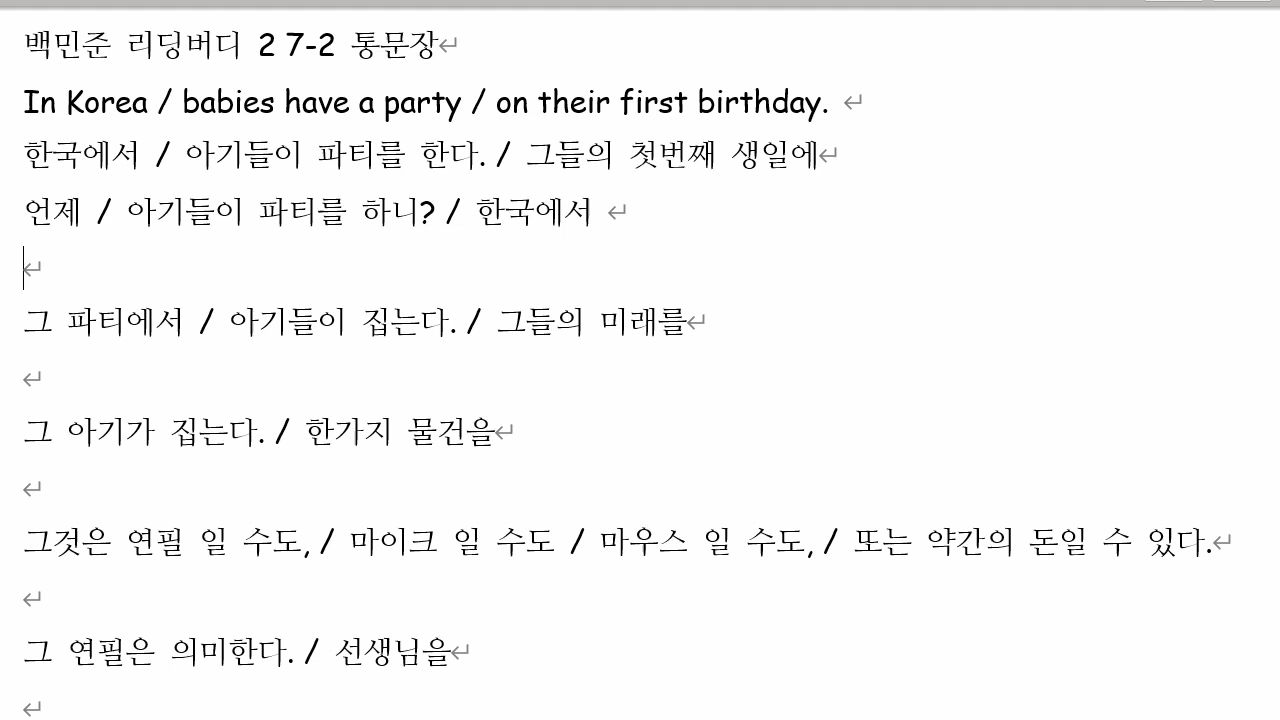 백민준 리딩버디 2 7-2 통문장
In Korea / babies have a party / on their first birthday.
한국에서 / 아기들이 파티를 한다. / 그들의 첫번째 생일에
언제 / 아기들이 파티를 하니? / 한국에서
그 파티에서 / 아기들이 집는다. / 그들의 미래를
그 아기가 집는다. / 한가지 물건을
그것은 연필 일 수도, / 마이크 일 수도 / 마우스 일 수도, / 또는 약간의 돈일 수 있다.
그 연필은 의미한다. / 선생님을